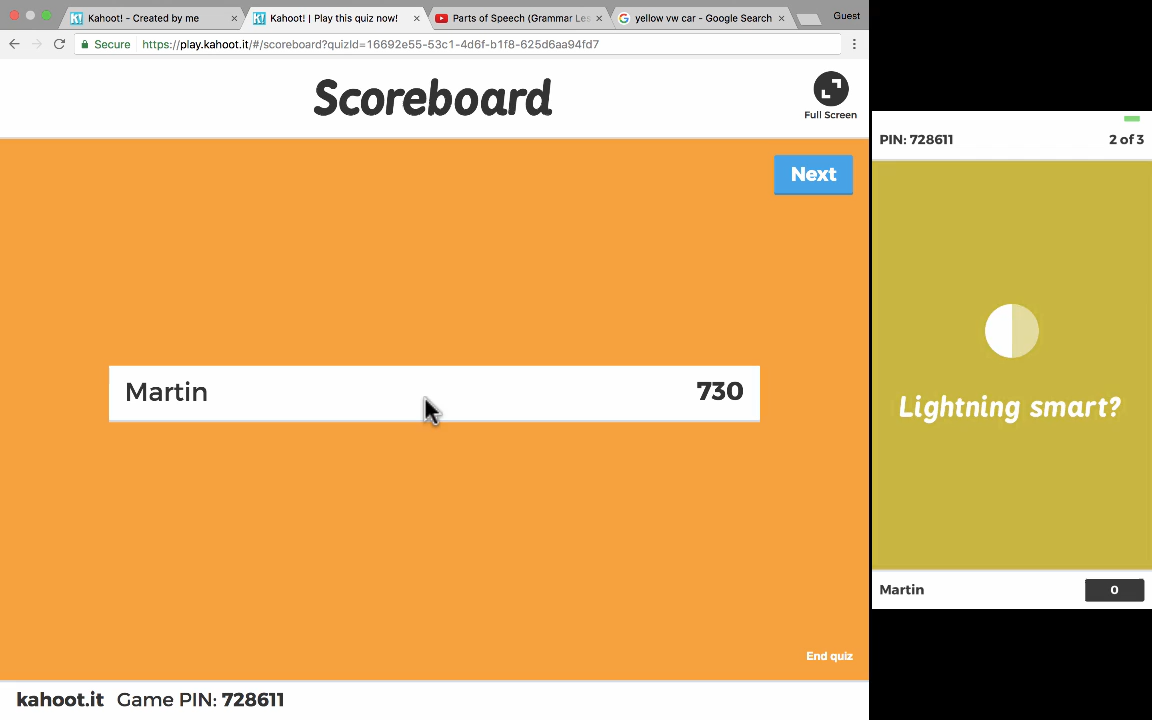 Kahoot! - Created by me
Kahoot! | Play this quiz now!
Parts of Speech (Grammar Les
yellow vw car - Google Search
Guest
Secure
https://play.kahoot.it/#/scoreboard?quizId=16692e55-53c1-4d6f-b1f8-625d6aa94fd7
Scoreboard
Full Screen
Next
Martin 730
End quiz
kahoot.it Game PIN: 728611
PIN: 728611 2 of 3
Lightning smart?
Martin 0